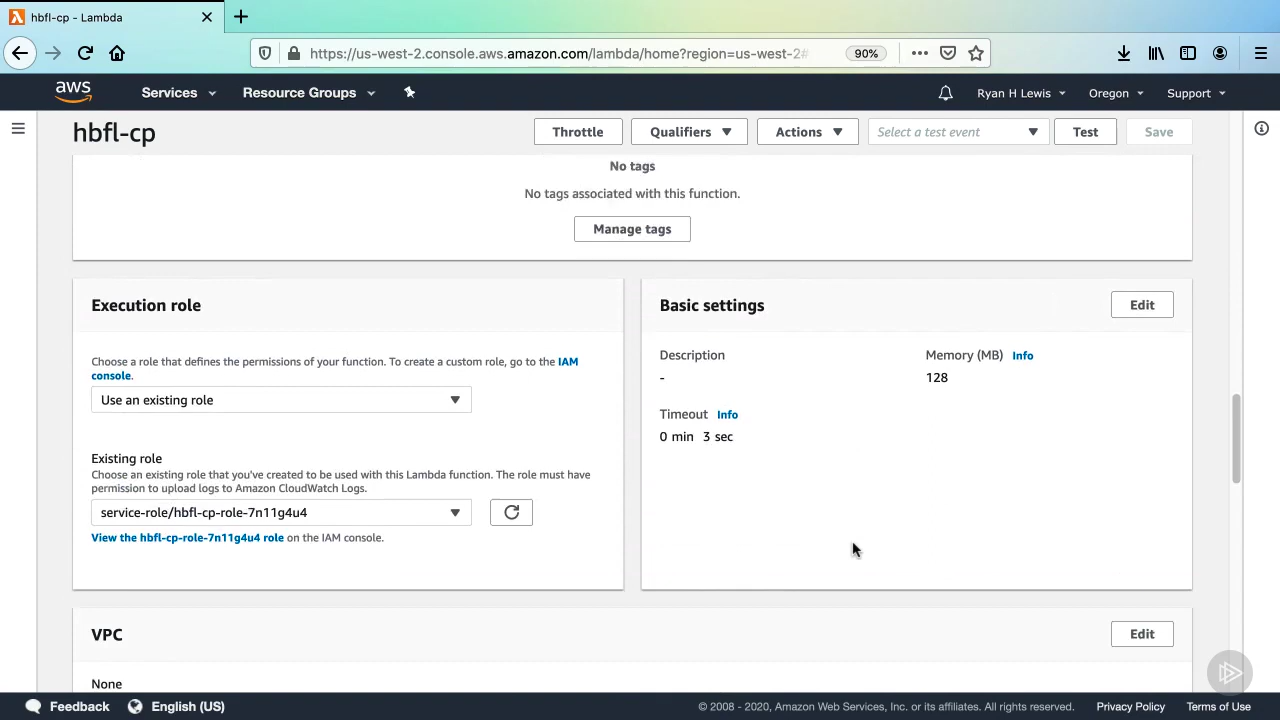 hbfl-cp - Lambda
https://us-west-2.console.aws.amazon.com/lambda/home?region=us-west-2#
90%
aws
Services
Resource Groups
Ryan H Lewis
Oregon
Support
hbfl-cp
Throttle
Qualifiers
Actions
Select a test event
Test
Save
No tags
No tags associated with this function.
Manage tags
Execution role
Choose a role that defines the permissions of your function. To create a custom role, go to the IAM
console.
Use an existing role
Existing role
Choose an existing role that you've created to be used with this Lambda function. The role must have
permission to upload logs to Amazon CloudWatch Logs.
service-role/hbfl-cp-role-7n11g4u4
View the hbfl-cp-role-7n11g4u4 role on the IAM console.
Basic settings
Edit
Description
-
Memory (MB) Info
128
Timeout Info
0 min 3 sec
VPC
Edit
None
Feedback
English (US)
© 2008 - 2020, Amazon Web Services, Inc. or its affiliates. All rights reserved.
Privacy Policy
Terms of Use